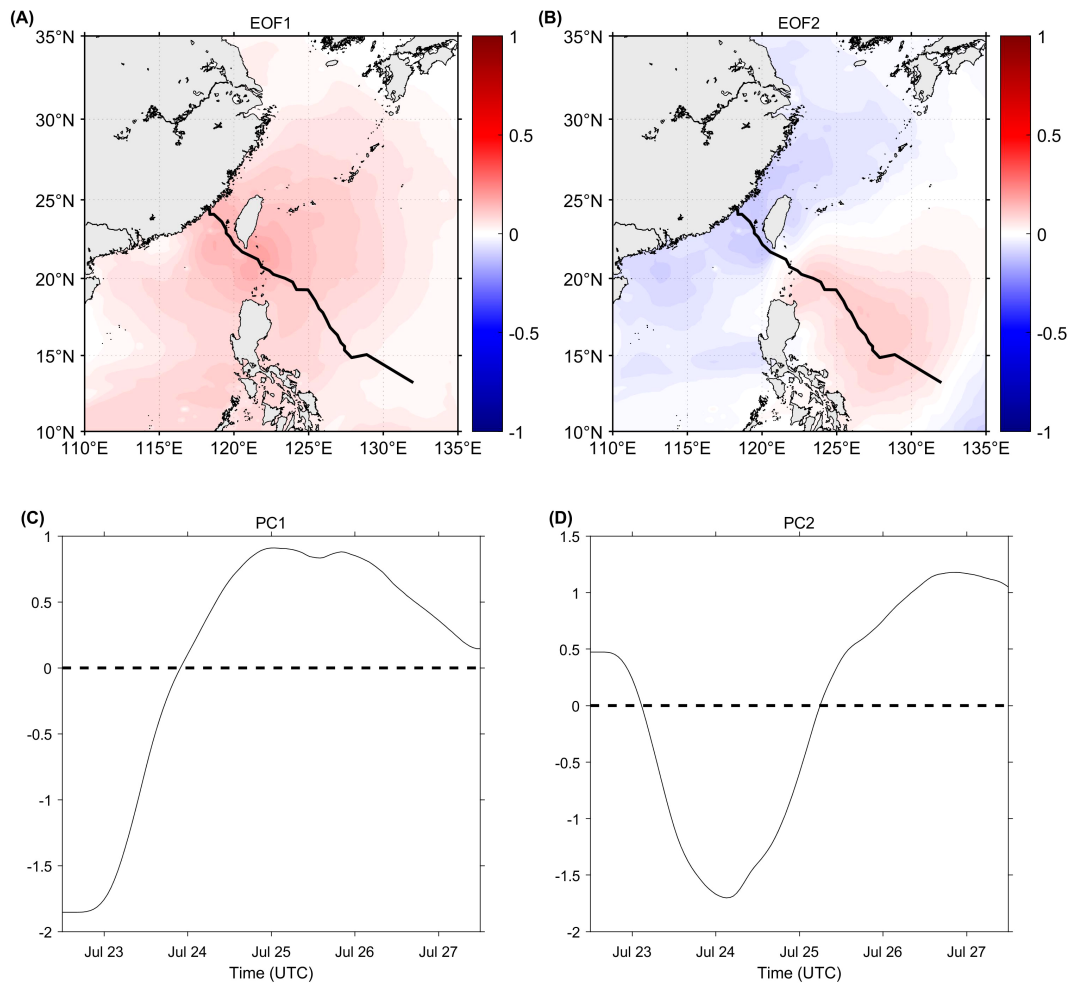 (A)
EOF1
35°N
30°N
25°N
20°N
15°N
10°N
110°E
115°E
120°E
125°E
130°E
135°E
1
0.5
0
-0.5
-1
(B)
EOF2
35°N
30°N
25°N
20°N
15°N
10°N
110°E
115°E
120°E
125°E
130°E
135°E
1
0.5
0
-0.5
-1
(C)
PC1
1
0.5
0
-0.5
-1
-1.5
-2
Jul 23
Jul 24
Jul 25
Jul 26
Jul 27
Time (UTC)
(D)
PC2
1.5
1
0.5
0
-0.5
-1
-1.5
-2
Jul 23
Jul 24
Jul 25
Jul 26
Jul 27
Time (UTC)